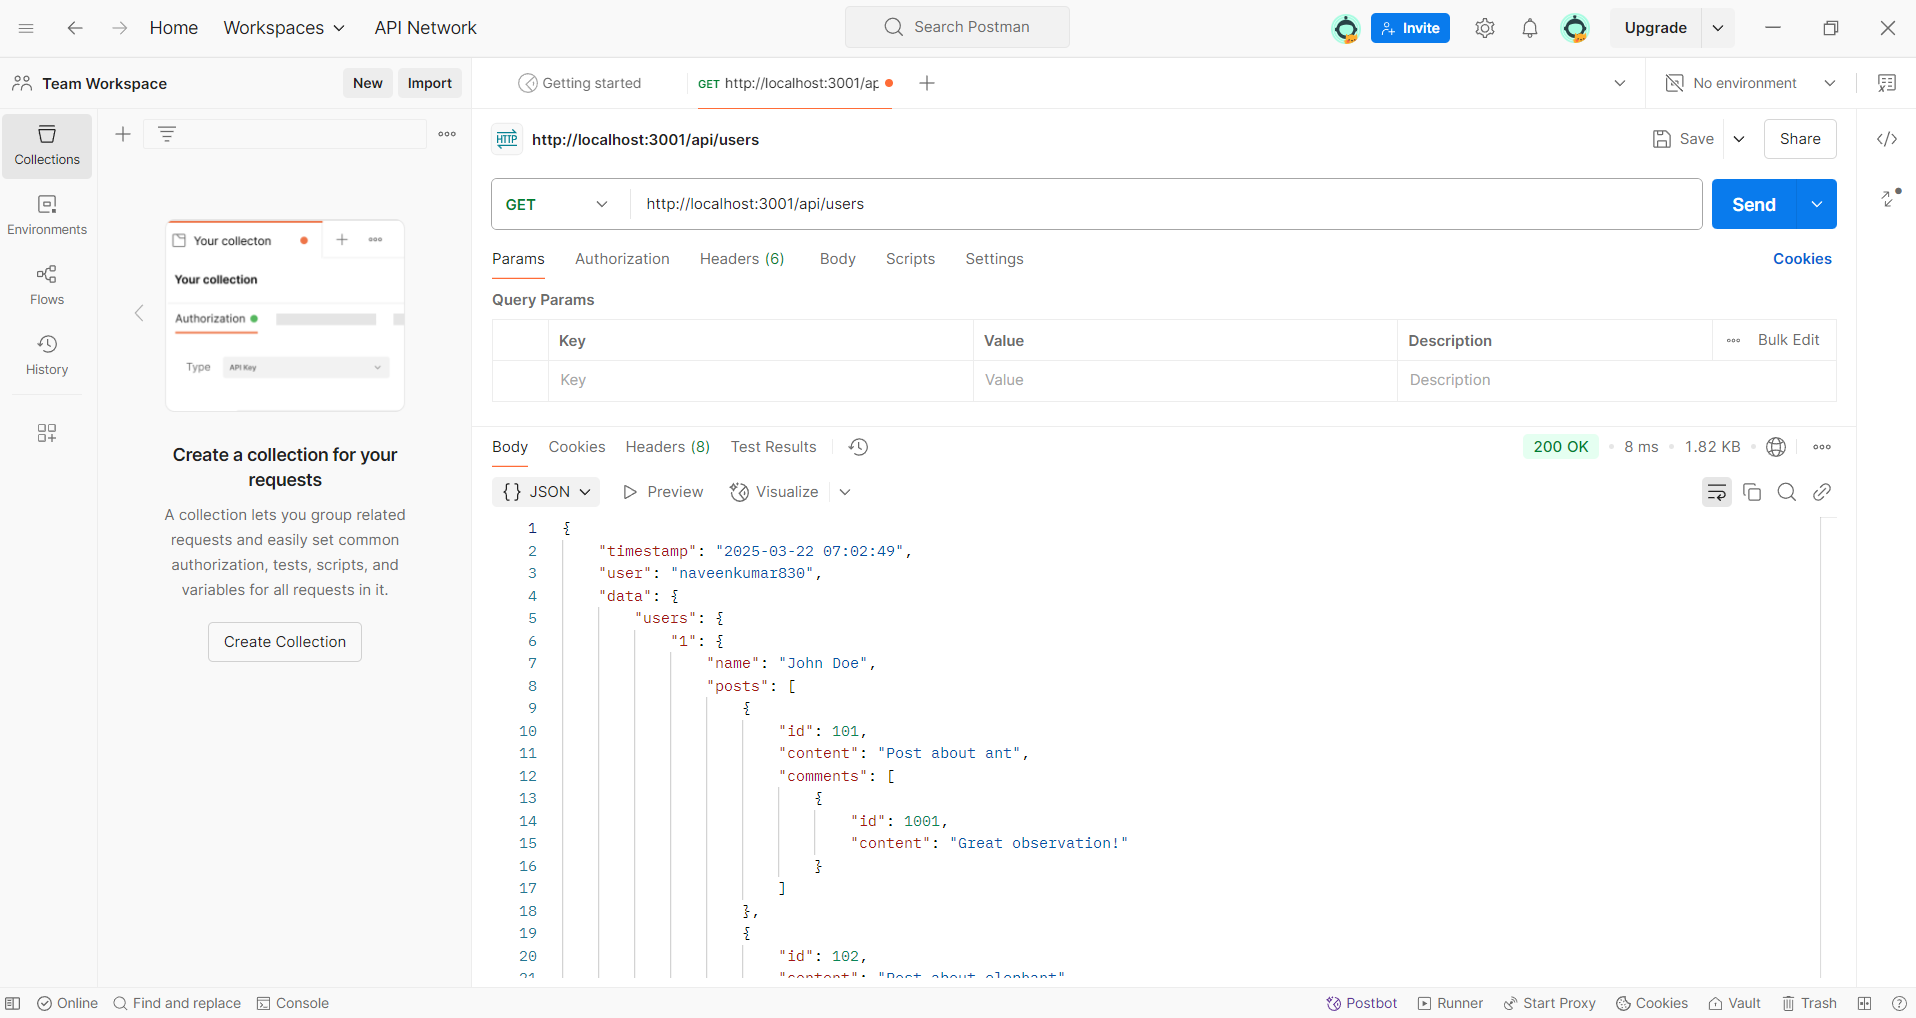 Home Workspaces API Network Search Postman Invite Upgrade
Team Workspace New Import
Getting started GET http://localhost:3001/ap No environment
Collections
Environments
Flows
History
Your collecton
Your collection
Authorization
Type API Key
Create a collection for your
requests
A collection lets you group related
requests and easily set common
authorization, tests, scripts, and
variables for all requests in it.
Create Collection
HTTP http://localhost:3001/api/users Save Share
GET http://localhost:3001/api/users Send
Params Authorization Headers (6) Body Scripts Settings Cookies
Query Params
Key Value Description Bulk Edit
Key Value Description
Body Cookies Headers (8) Test Results 200 OK 8 ms 1.82 KB
{} JSON Preview Visualize
1 {
2 "timestamp": "2025-03-22 07:02:49",
3 "user": "naveenkumar830",
4 "data": {
5 "users": {
6 "1": {
7 "name": "John Doe",
8 "posts": [
9 {
10 "id": 101,
11 "content": "Post about ant",
12 "comments": [
13 {
14 "id": 1001,
15 "content": "Great observation!"
16 }
17 ]
18 },
19 {
20 "id": 102,
21 "content": "Post about elephant"
Online Find and replace Console Postbot Runner Start Proxy Cookies Vault Trash